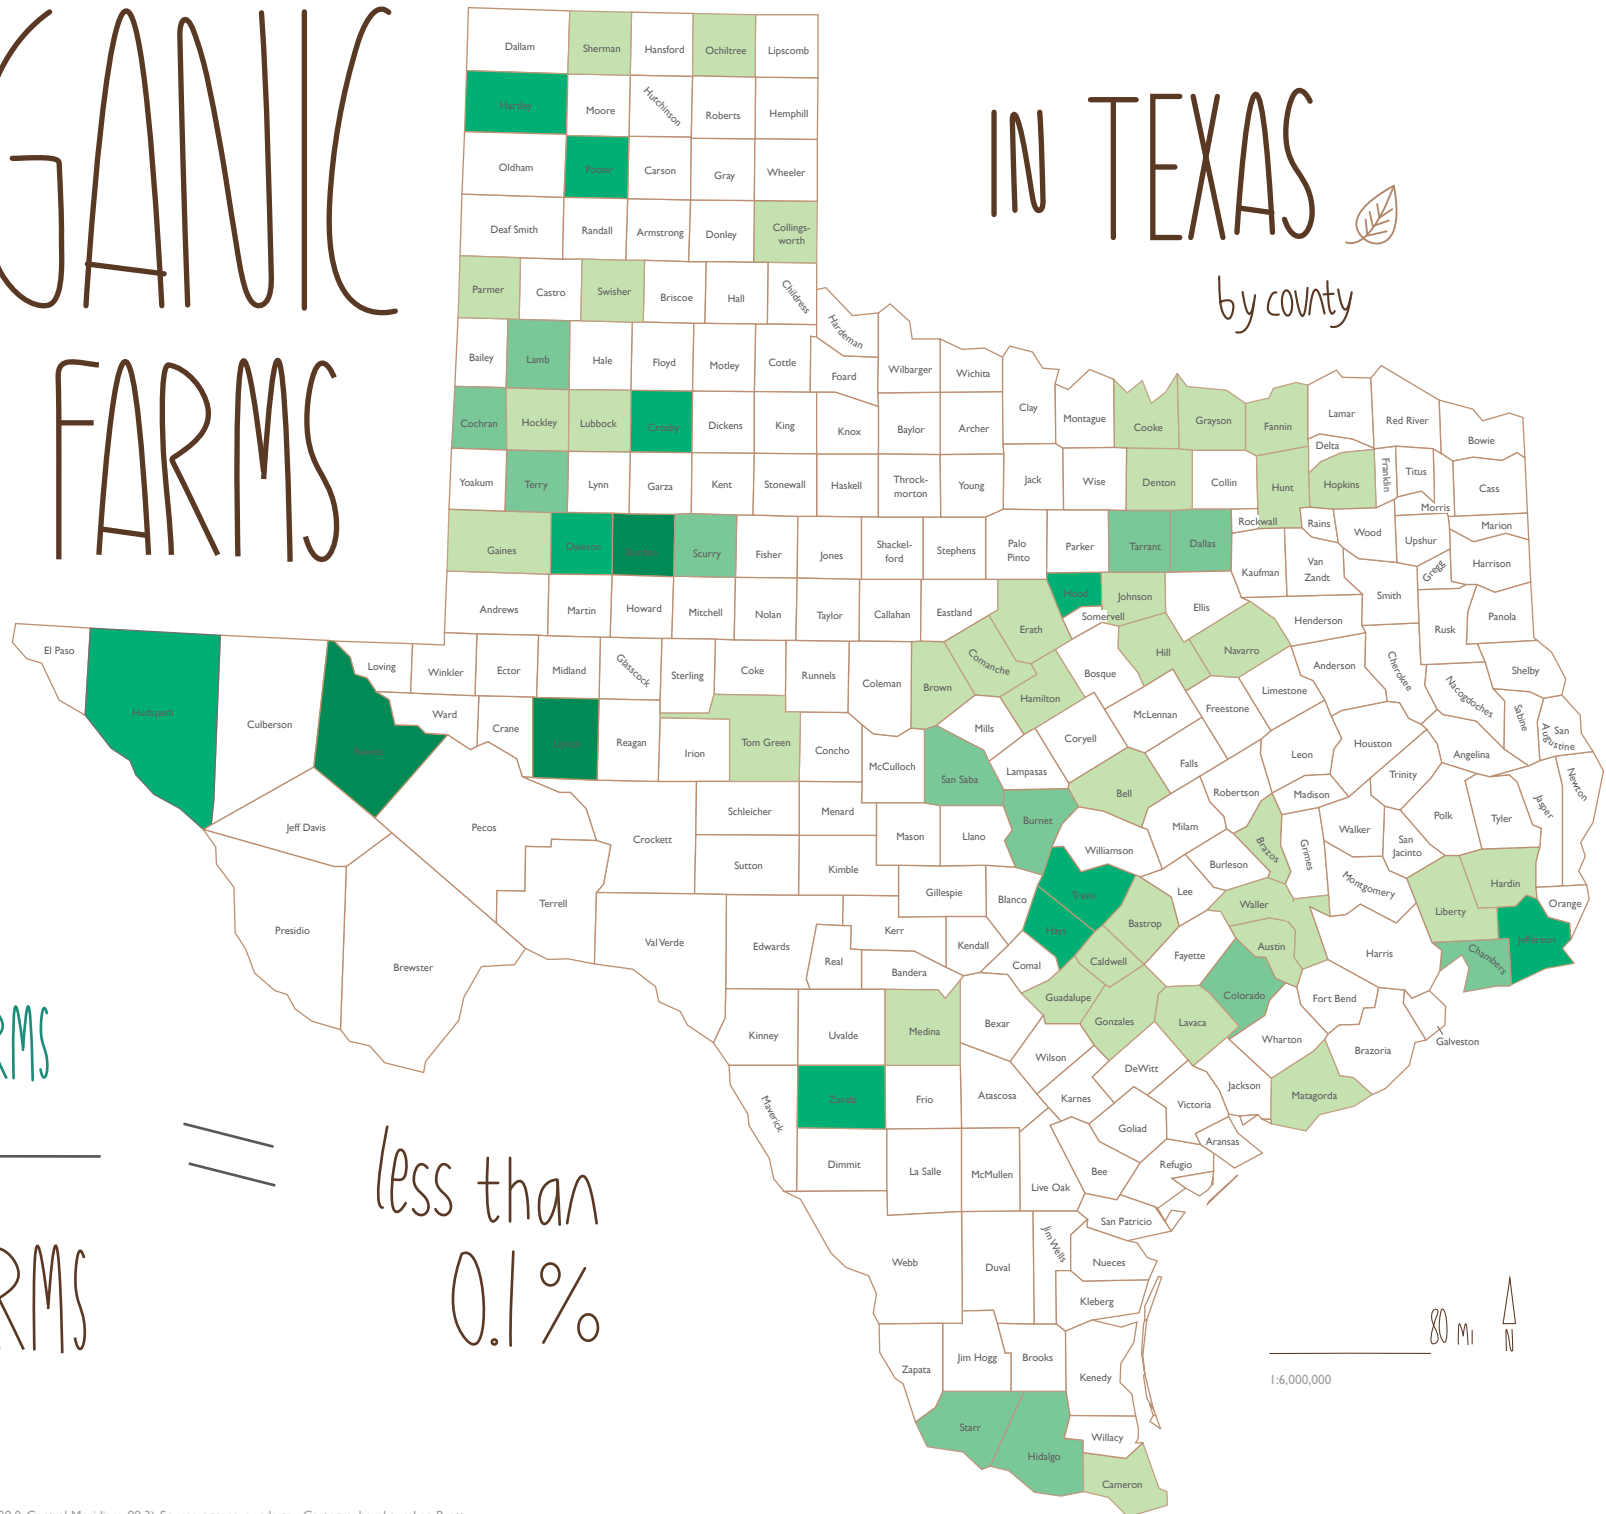 GANIC
FARMS
IN TEXAS
by county
Dallam
Sherman
Hansford
Ochiltree
Lipscomb
Hartley
Moore
Hutchinson
Roberts
Hemphill
Oldham
Potter
Carson
Gray
Wheeler
Deaf Smith
Randall
Armstrong
Donley
Collings-
worth
Parmer
Castro
Swisher
Briscoe
Hall
Childress
Hardeman
Bailey
Lamb
Hale
Floyd
Motley
Cottle
Foard
Wilbarger
Wichita
Clay
Montague
Cooke
Grayson
Fannin
Lamar
Red River
Bowie
Delta
Cochran
Hockley
Lubbock
Crosby
Dickens
King
Knox
Baylor
Archer
Yoakum
Terry
Lynn
Garza
Kent
Stonewall
Haskell
Throck-
morton
Young
Jack
Wise
Denton
Collin
Hunt
Hopkins
Franklin
Titus
Morris
Cass
Gaines
Dawson
Scurry
Fisher
Jones
Shackel-
ford
Stephens
Palo
Pinto
Parker
Tarrant
Dallas
Rockwall
Rains
Wood
Upshur
Marion
Kaufman
Van
Zandt
Gregg
Harrison
Andrews
Martin
Howard
Mitchell
Nolan
Taylor
Callahan
Eastland
Erath
Hood
Somervell
Johnson
Ellis
Henderson
Smith
Rusk
Panola
El Paso
Hudspeth
Culberson
Loving
Winkler
Ector
Midland
Glasscock
Sterling
Coke
Runnels
Coleman
Brown
Comanche
Hamilton
Bosque
Hill
Navarro
Anderson
Cherokee
Nacogdoches
Shelby
Reeves
Ward
Crane
Upton
Reagan
Irion
Tom Green
Concho
McCulloch
San Saba
Mills
Lampasas
Coryell
McLennan
Limestone
Freestone
Falls
Leon
Houston
Angelina
Sabine
San
Augustine
Newton
Jeff Davis
Pecos
Crockett
Schleicher
Menard
Mason
Llano
Burnet
Bell
Milam
Robertson
Madison
Trinity
Polk
Tyler
Jasper
Sutton
Kimble
Williamson
Burleson
Brazos
Grimes
Walker
San
Jacinto
Montgomery
Liberty
Hardin
Orange
Jefferson
Chambers
Presidio
Brewster
Terrell
Val Verde
Edwards
Real
Kerr
Gillespie
Blanco
Kendall
Bandera
Comal
Hays
Travis
Bastrop
Lee
Fayette
Waller
Austin
Harris
Caldwell
Guadalupe
Gonzales
Lavaca
Colorado
Fort Bend
Wharton
Brazoria
Galveston
Matagorda
Kinney
Uvalde
Medina
Bexar
Wilson
Karnes
DeWitt
Jackson
Victoria
Maverick
Zavala
Frio
Atascosa
Goliad
Bee
Refugio
Aransas
Dimmit
La Salle
McMullen
Live Oak
San Patricio
Webb
Duval
Jim Wells
Nueces
Kleberg
Zapata
Jim Hogg
Brooks
Kenedy
Starr
Hidalgo
Willacy
Cameron
RMS
RMS
less than
0.1%
80 MI
N
1:6,000,000